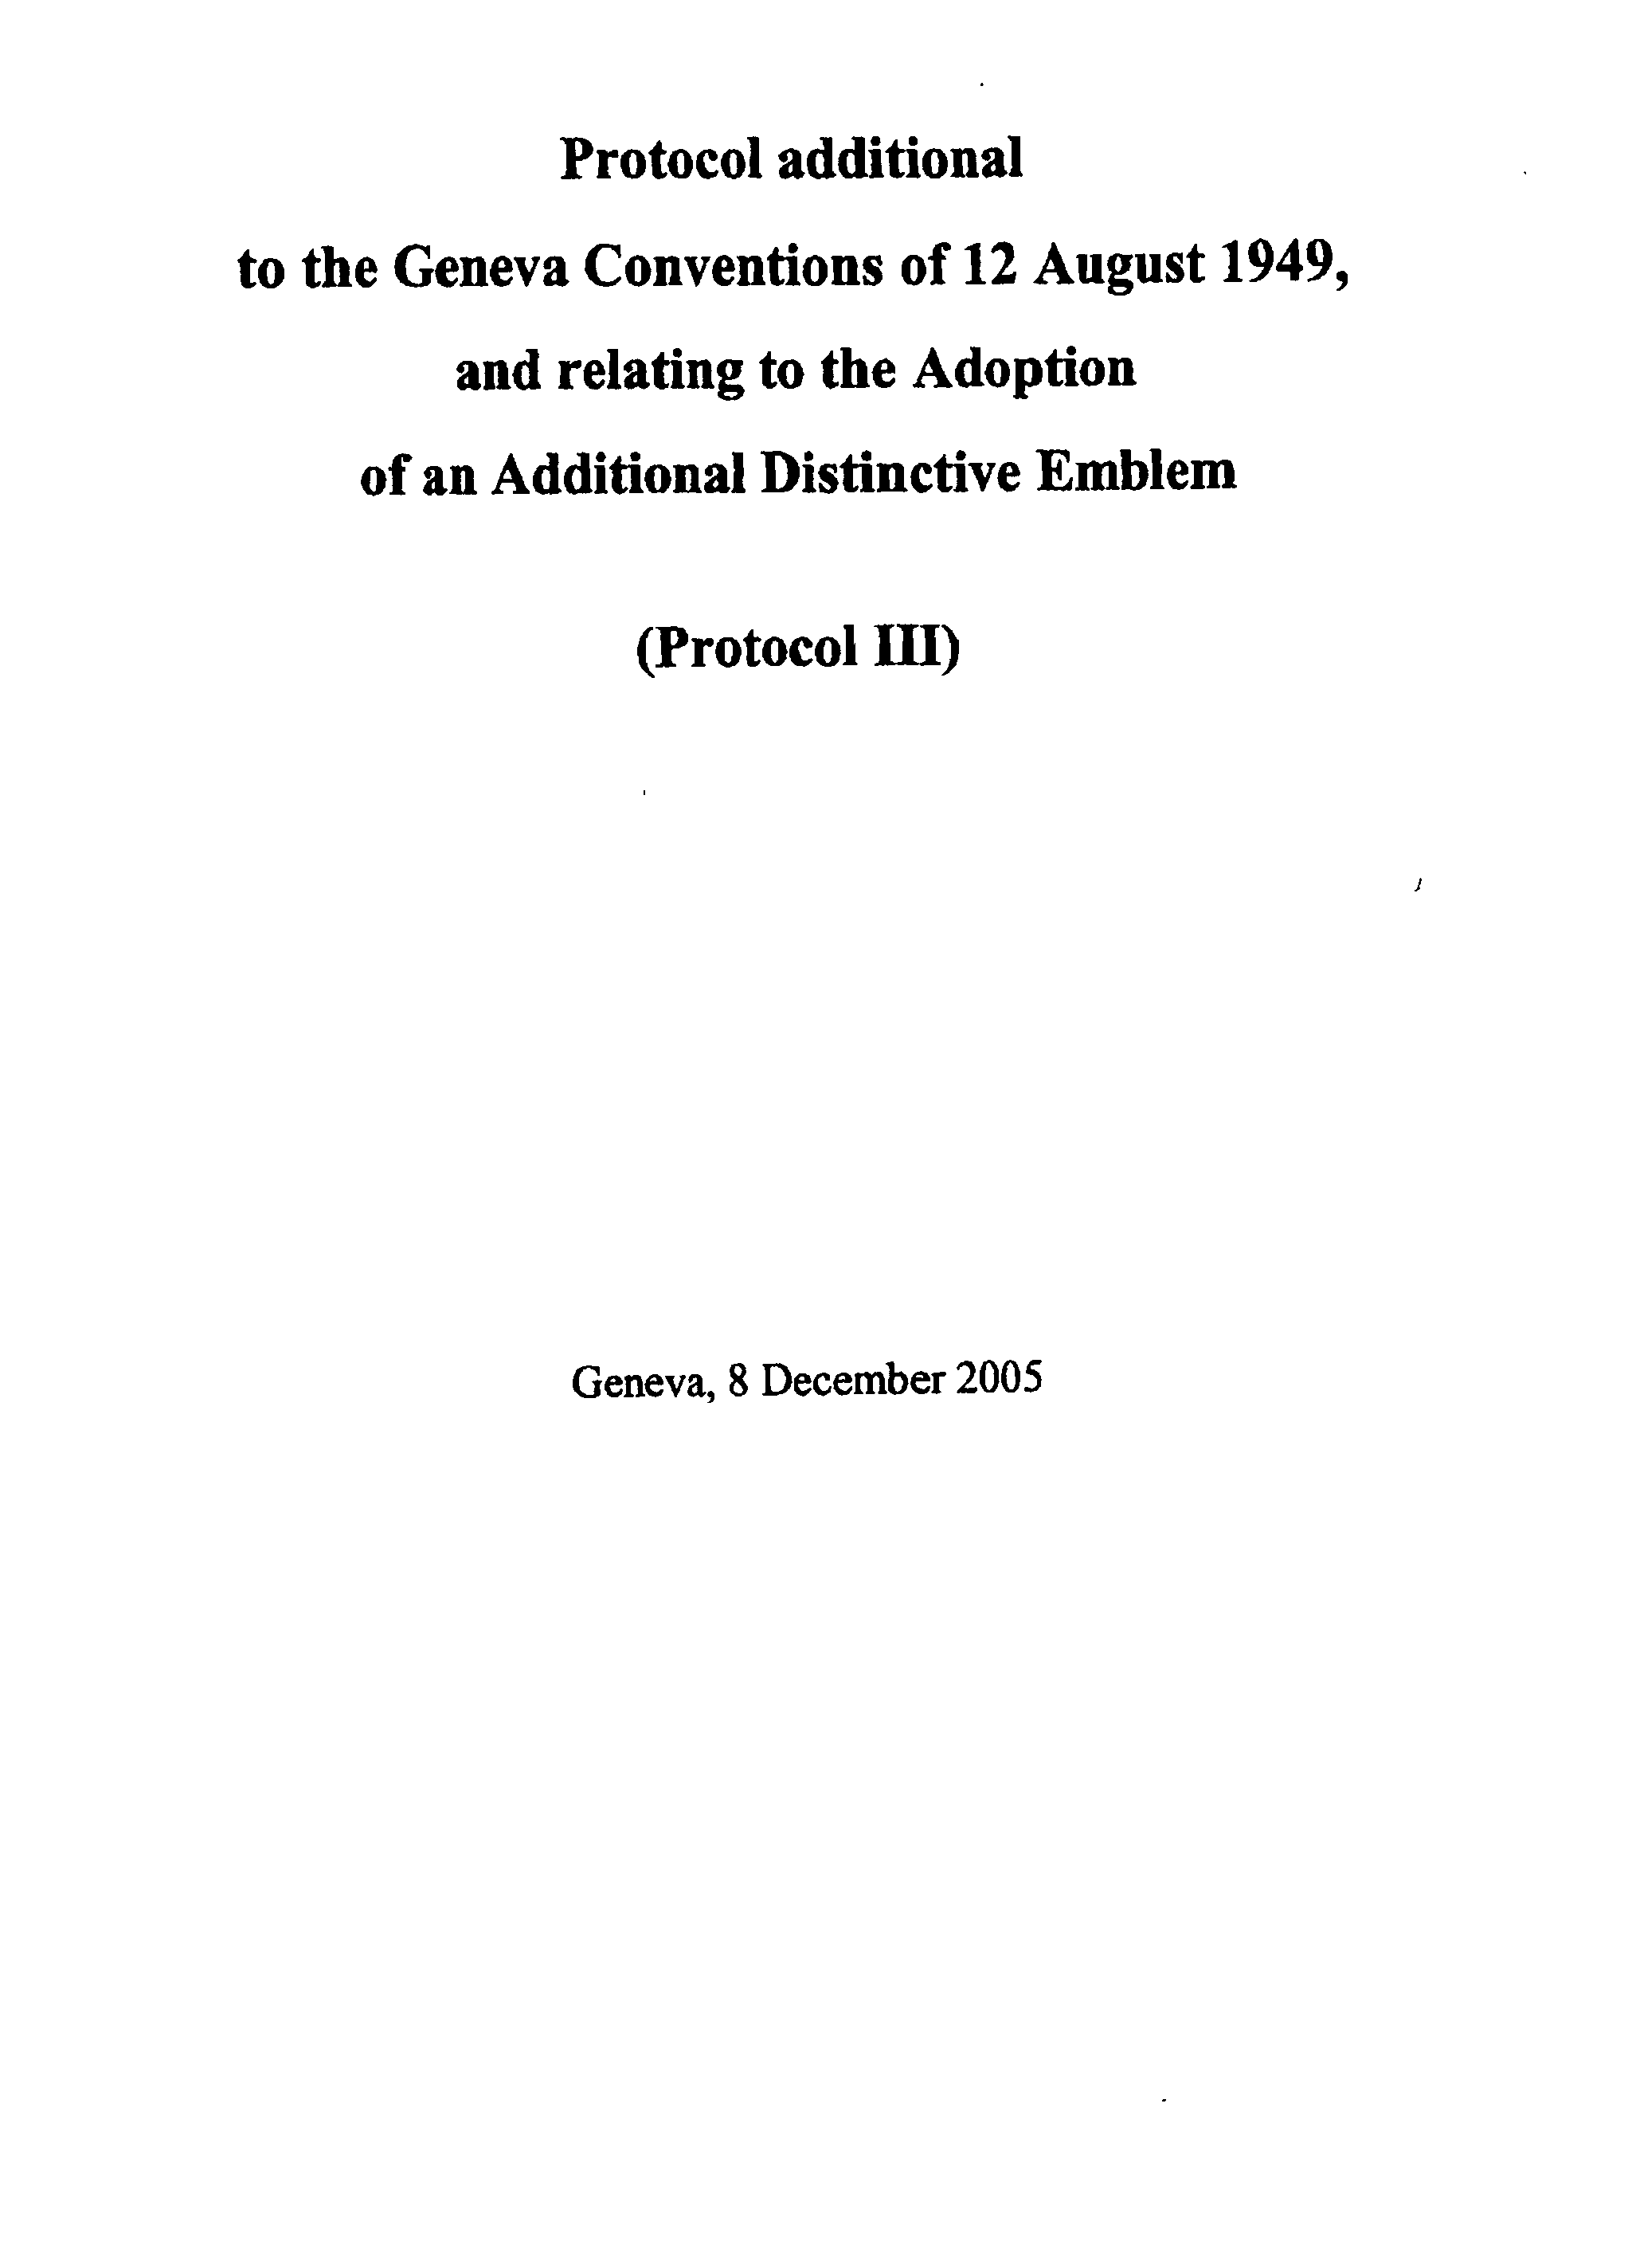 Protocol additional
to the Geneva Conventions of 12 August 1949,
and relating to the Adoption
of an Additional Distinctive Emblem
(Protocol III)
Geneva, 8 December 2005